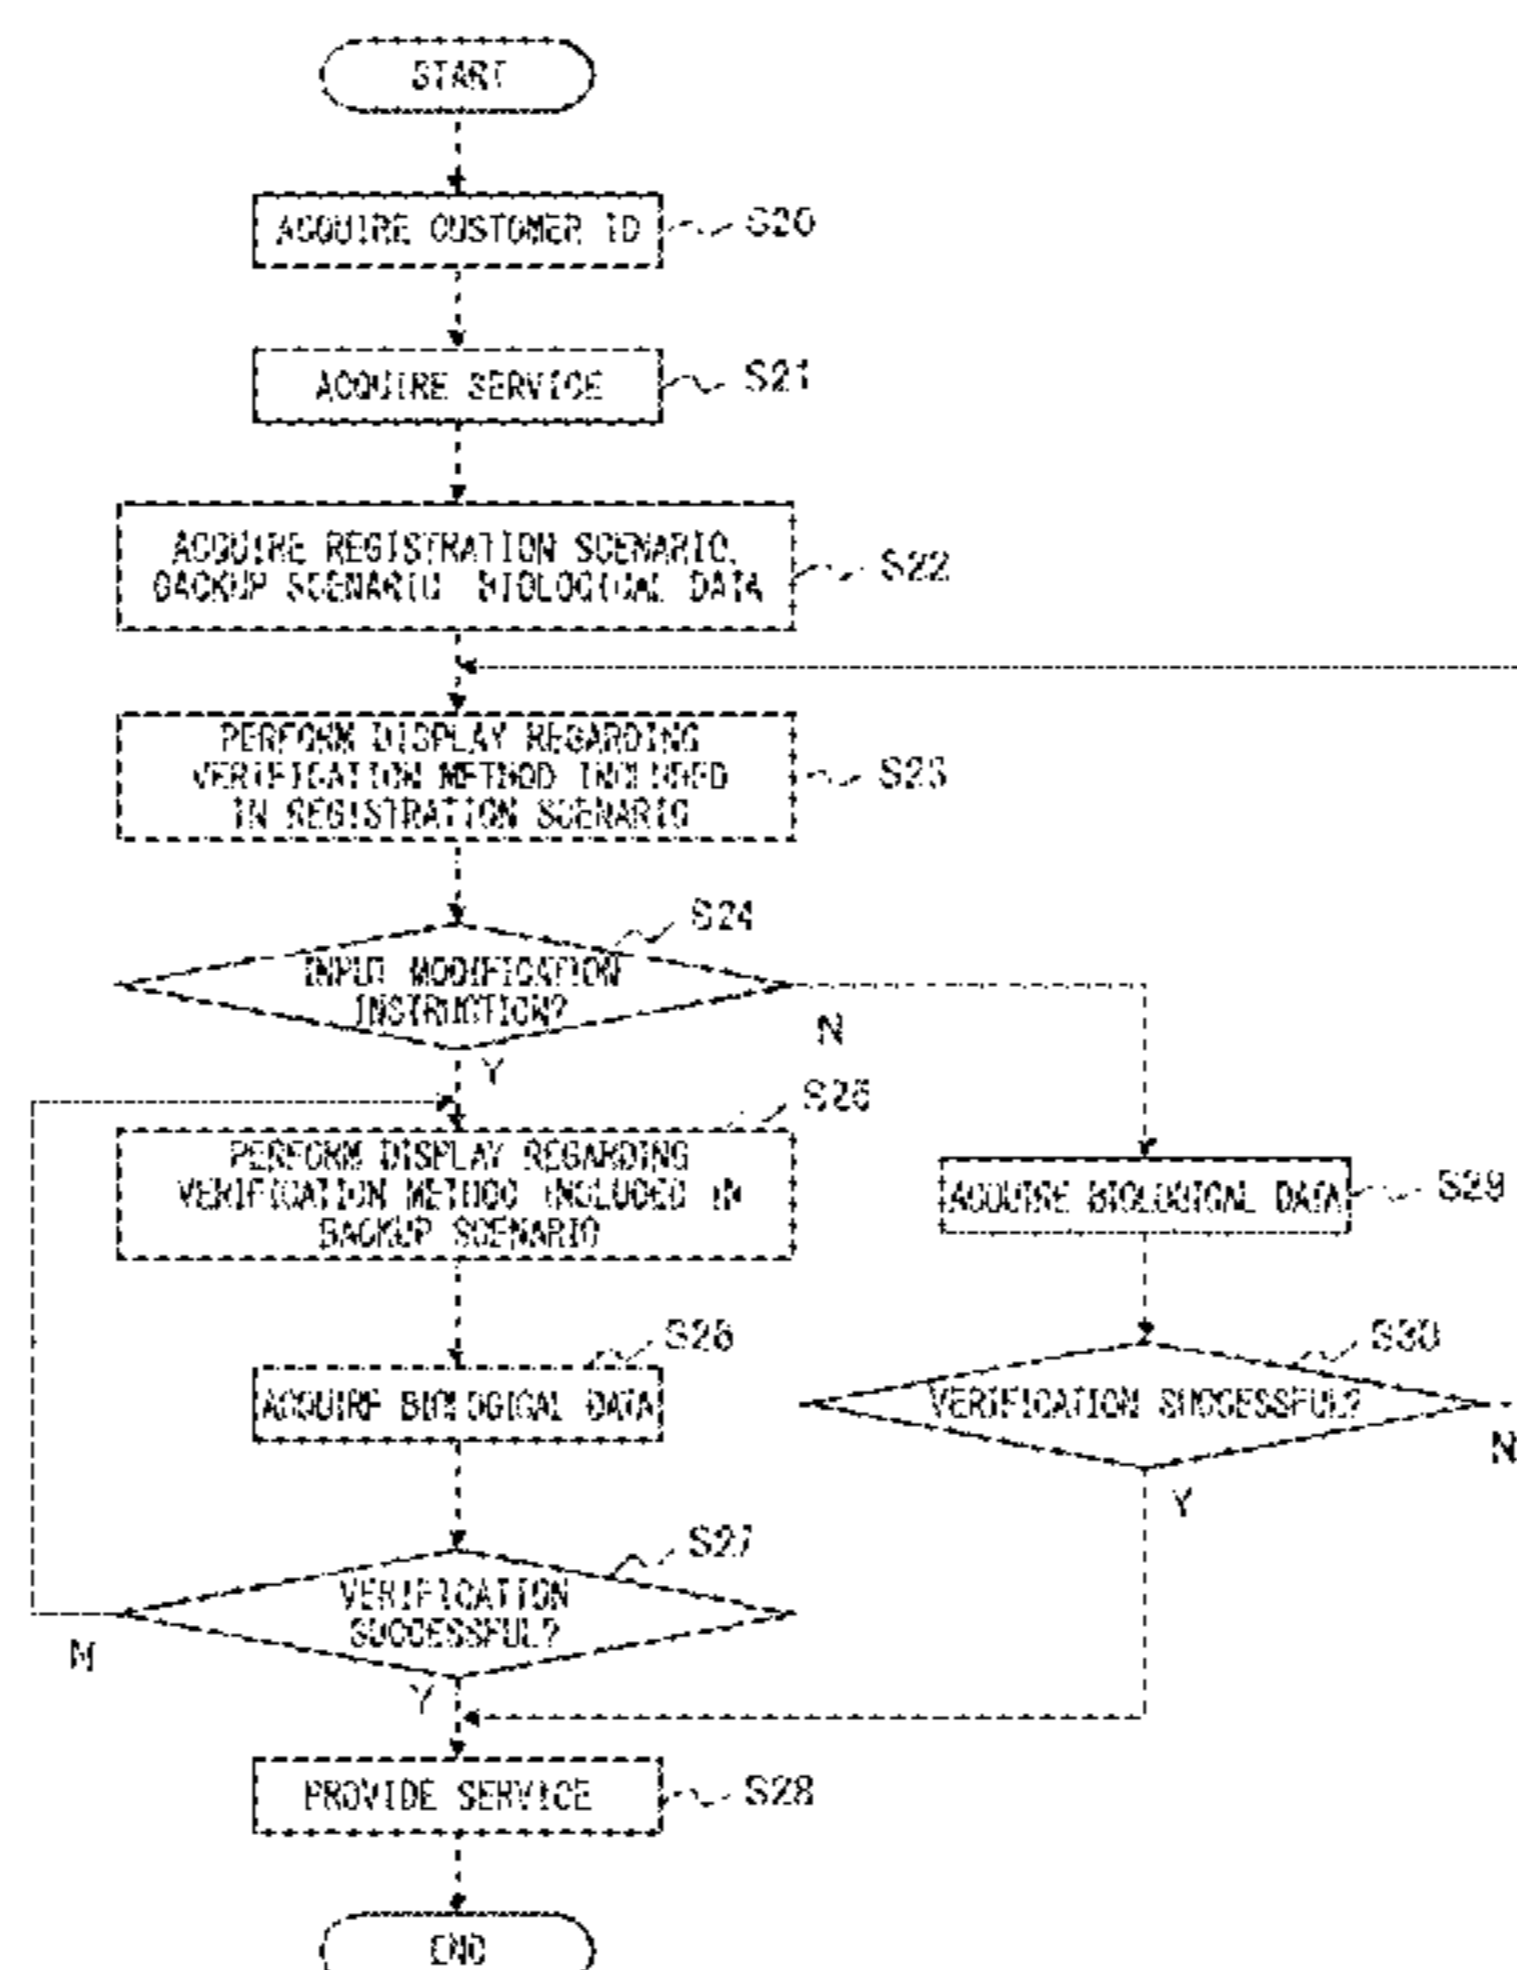 START
ACQUIRE CUSTOMER ID
S20
ACQUIRE SERVICE
S21
ACQUIRE REGISTRATION SCENARIO,
BACKUP SCENARIO, BIOLOGICAL DATA
S22
PERFORM DISPLAY REGARDING
VERIFICATION METHOD INCLUDED
IN REGISTRATION SCENARIO
S23
S24
INPUT MODIFICATION
INSTRUCTION?
N
Y
S25
PERFORM DISPLAY REGARDING
VERIFICATION METHOD INCLUDED IN
BACKUP SCENARIO
ACQUIRE BIOLOGICAL DATA
S29
S26
ACQUIRE BIOLOGICAL DATA
S30
VERIFICATION SUCCESSFUL?
N
Y
S27
VERIFICATION
SUCCESSFUL?
N
Y
PROVIDE SERVICE
S28
END